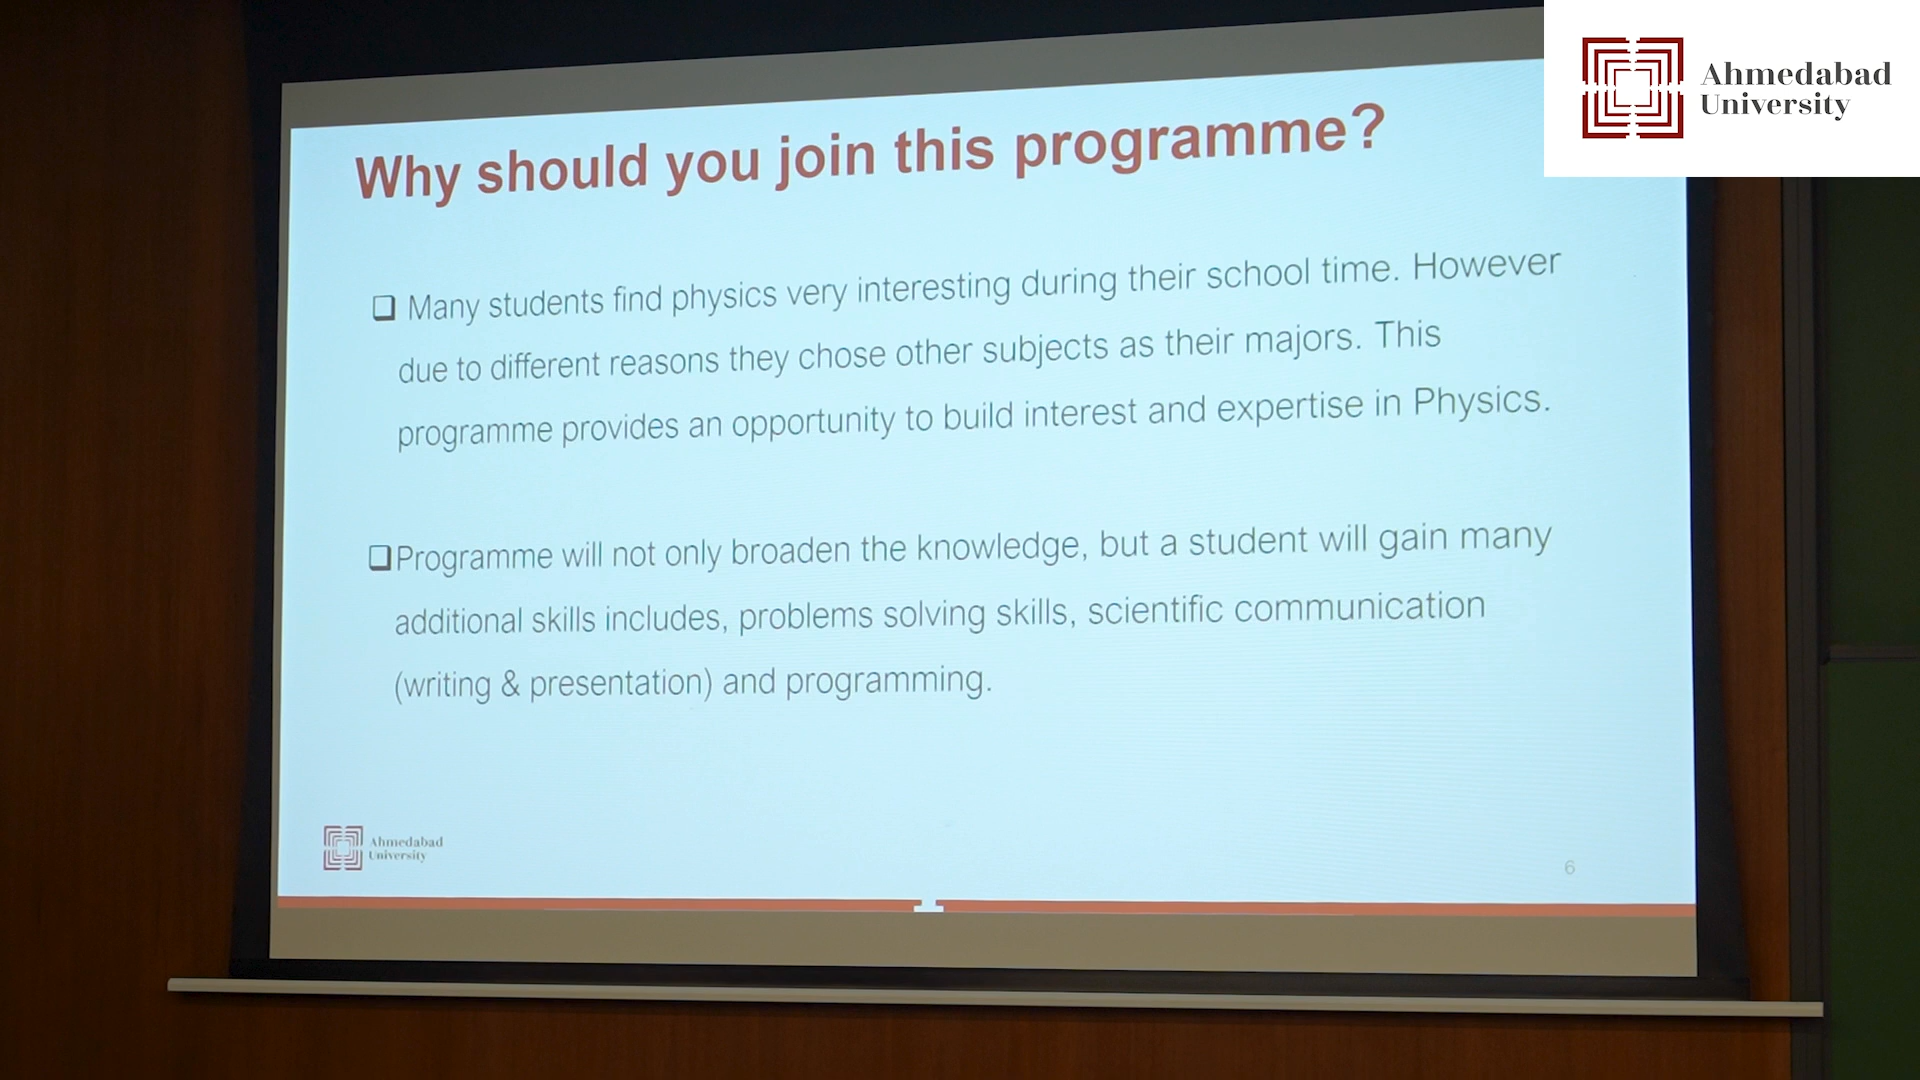 Ahmedabad
University
Why should you join this programme?
❑ Many students find physics very interesting during their school time. However
due to different reasons they chose other subjects as their majors. This
programme provides an opportunity to build interest and expertise in Physics.
❑Programme will not only broaden the knowledge, but a student will gain many
additional skills includes, problems solving skills, scientific communication
(writing & presentation) and programming.
Ahmedabad
University
6